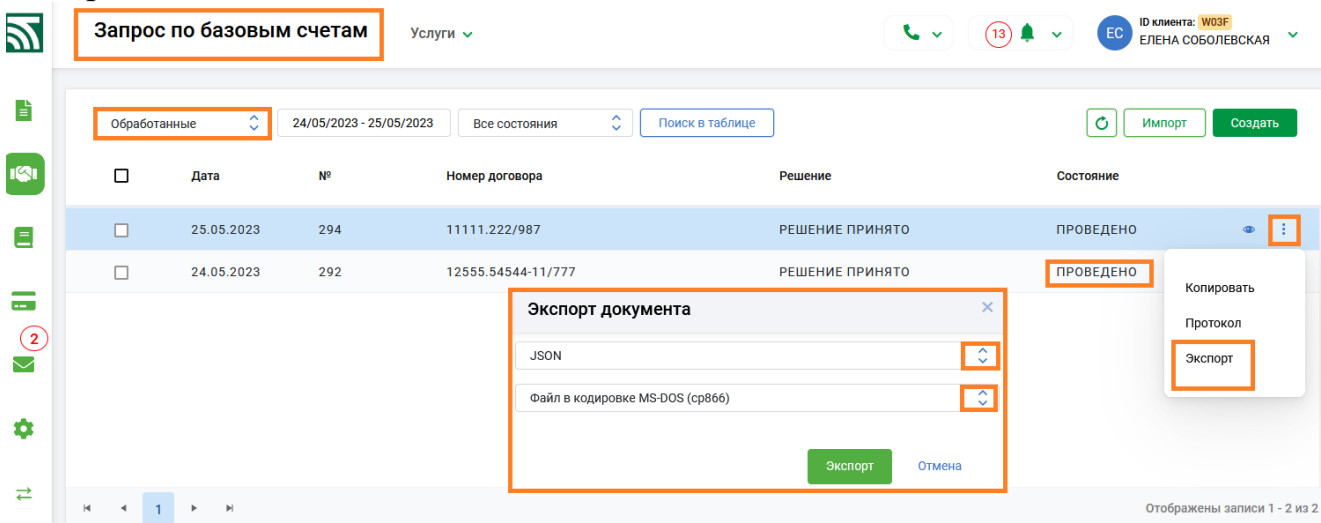 Запрос по базовым счетам
Услуги
13
EC
ID клиента: W03F
ЕЛЕНА СОБОЛЕВСКАЯ
Обработанные
24/05/2023 - 25/05/2023
Все состояния
Поиск в таблице
Импорт
Создать
Дата № Номер договора Решение Состояние
25.05.2023 294 11111.222/987 РЕШЕНИЕ ПРИНЯТО ПРОВЕДЕНО
24.05.2023 292 12555.54544-11/777 РЕШЕНИЕ ПРИНЯТО ПРОВЕДЕНО
Копировать
Протокол
Экспорт
Экспорт документа
JSON
Файл в кодировке MS-DOS (cp866)
Экспорт Отмена
2
1
Отображены записи 1 - 2 из 2